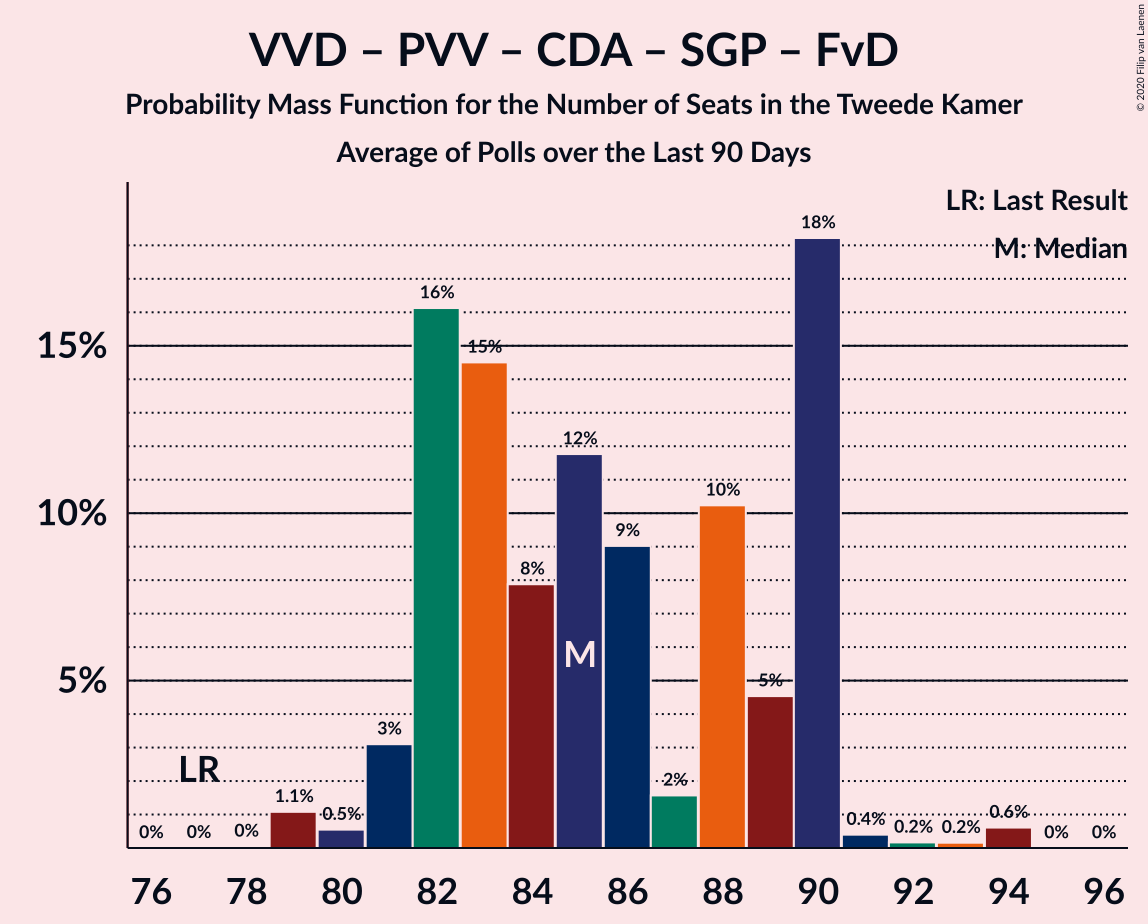 VVD – PVV – CDA – SGP – FvD
Probability Mass Function for the Number of Seats in the Tweede Kamer
Average of Polls over the Last 90 Days
© 2020 Filip van Laenen
LR: Last Result
M: Median
18%
16%
15%
15%
12%
10%
10%
9%
8%
M
5%
5%
3%
LR
2%
1.1%
0.5%
0.4%
0.2%
0.2%
0.6%
0%
0%
0%
0%
0%
76 78 80 82 84 86 88 90 92 94 96